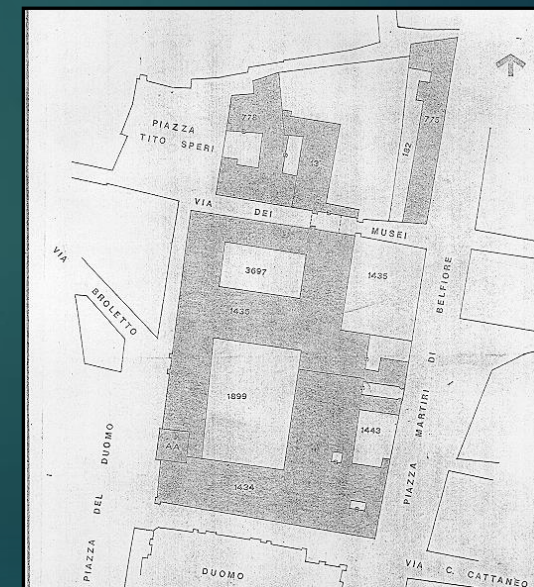 PIAZZA
TITO SPERI
778
13
182
775
VIA DEI MUSEI
3697
1435
1435
VIA BROLETTO
BELFIORE
PIAZZA MARTIRI DI
1899
1443
AA
1434
PIAZZA DEL DUOMO
DUOMO
VIA C. CATTANEO